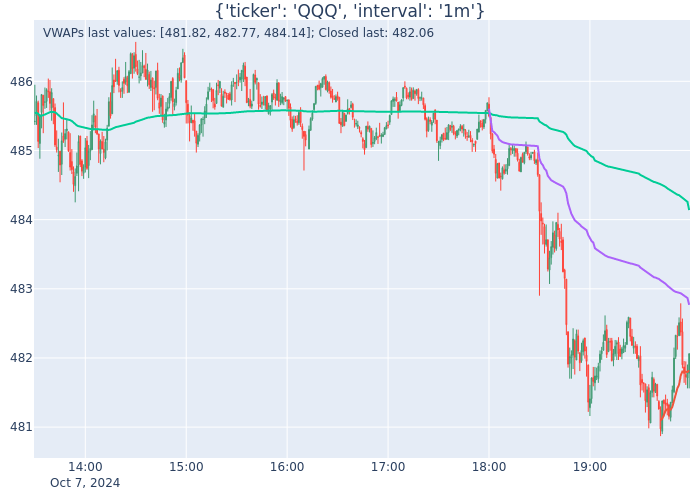 {'ticker': 'QQQ', 'interval': '1m'}
VWAPs last values: [481.82, 482.77, 484.14]; Closed last: 482.06
486
485
484
483
482
481
14:00 15:00 16:00 17:00 18:00 19:00
Oct 7, 2024